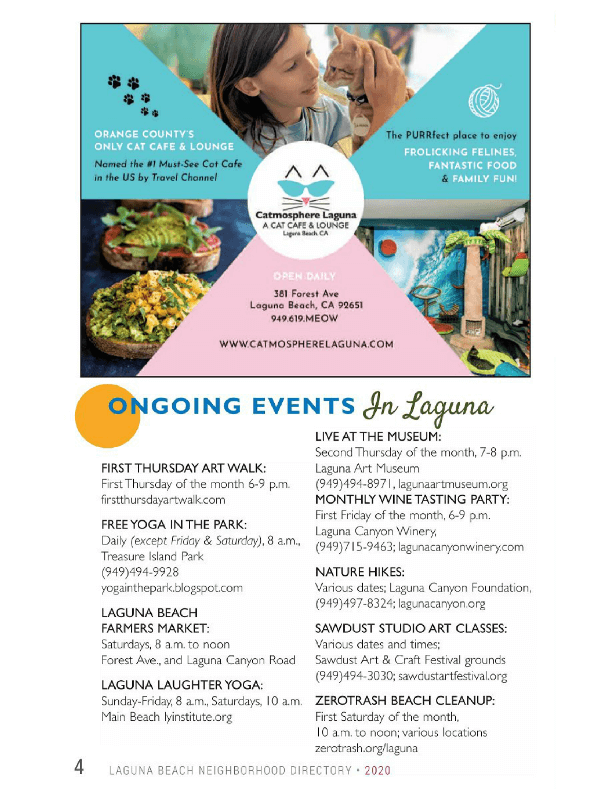 ORANGE COUNTY'S
ONLY CAT CAFE & LOUNGE
Named the #1 Must-See Cat Cafe
in the US by Travel Channel
The PURRfect place to enjoy
FROLICKING FELINES,
FANTASTIC FOOD
& FAMILY FUN!
Catmosphere Laguna
A CAT CAFE & LOUNGE
Laguna Beach, CA
OPEN DAILY
381 Forest Ave
Laguna Beach, CA 92651
949.619.MEOW
WWW.CATMOSPHERELAGUNA.COM
ONGOING EVENTS In Laguna
FIRST THURSDAY ART WALK:
First Thursday of the month 6-9 p.m.
firstthursdayartwalk.com
FREE YOGA IN THE PARK:
Daily (except Friday & Saturday), 8 a.m.,
Treasure Island Park
(949)494-9928
yogainthepark.blogspot.com
LAGUNA BEACH
FARMERS MARKET:
Saturdays, 8 a.m. to noon
Forest Ave., and Laguna Canyon Road
LAGUNA LAUGHTER YOGA:
Sunday-Friday, 8 a.m., Saturdays, 10 a.m.
Main Beach lyinstitute.org
LIVE AT THE MUSEUM:
Second Thursday of the month, 7-8 p.m.
Laguna Art Museum
(949)494-8971, lagunaartmuseum.org
MONTHLY WINE TASTING PARTY:
First Friday of the month, 6-9 p.m.
Laguna Canyon Winery,
(949)715-9463; lagunacanyonwinery.com
NATURE HIKES:
Various dates; Laguna Canyon Foundation,
(949)497-8324; lagunacanyon.org
SAWDUST STUDIO ART CLASSES:
Various dates and times;
Sawdust Art & Craft Festival grounds
(949)494-3030; sawdustartfestival.org
ZEROTRASH BEACH CLEANUP:
First Saturday of the month,
10 a.m. to noon; various locations
zerotrash.org/laguna
4 LAGUNA BEACH NEIGHBORHOOD DIRECTORY • 2020